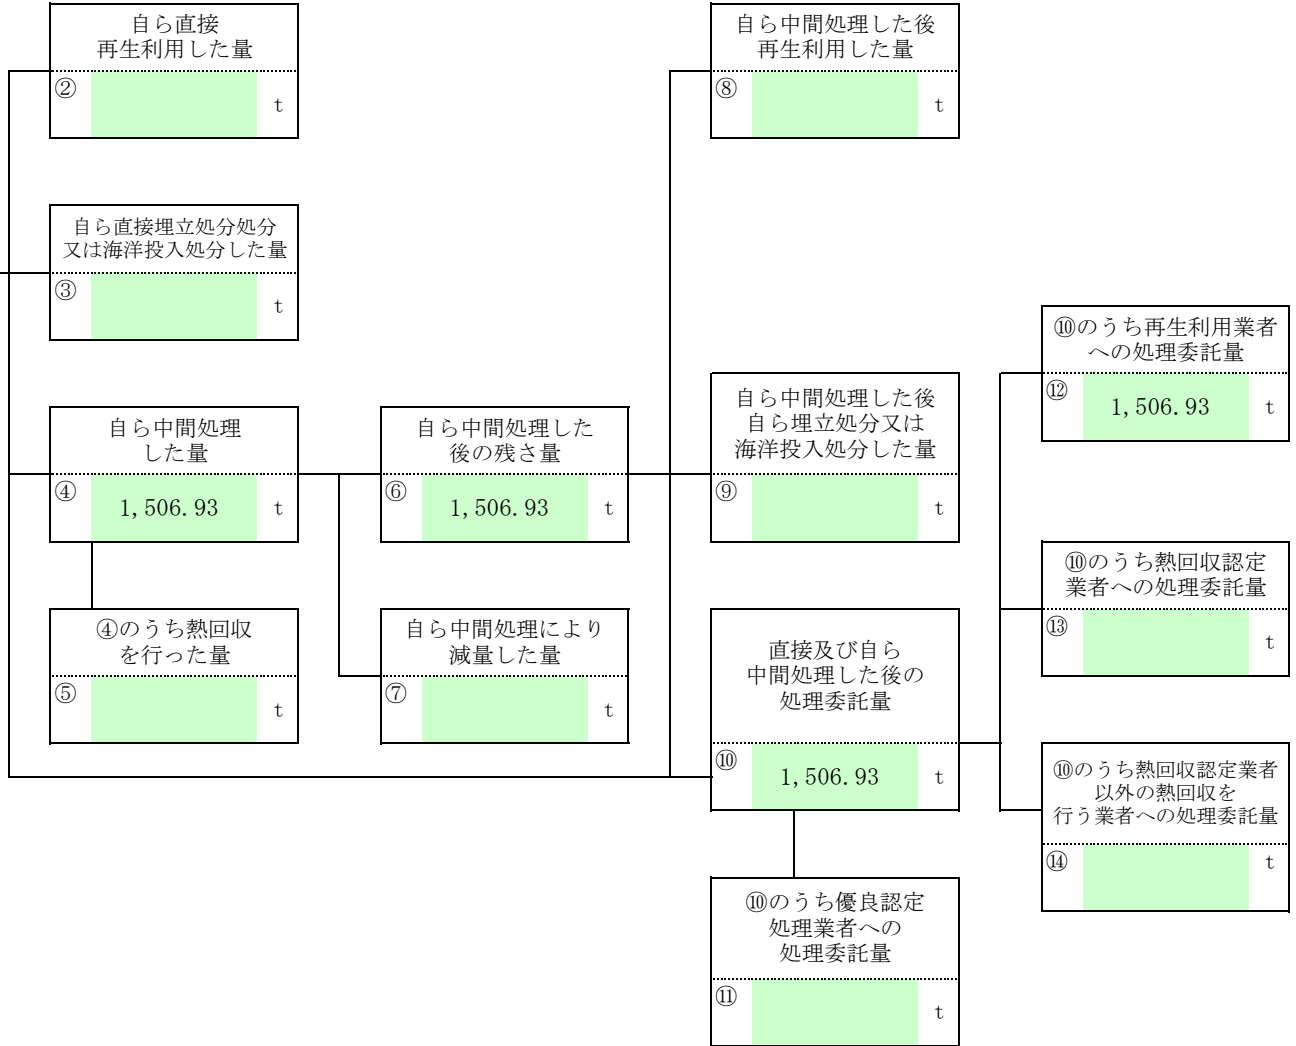 自ら直接
再生利用した量
②
t
自ら中間処理した後
再生利用した量
⑧
t
自ら直接埋立処分処分
又は海洋投入処分した量
③
t
⑩のうち再生利用業者
への処理委託量
⑫
1,506.93 t
自ら中間処理
した量
④
1,506.93 t
自ら中間処理した
後の残さ量
⑥
1,506.93 t
自ら中間処理した後
自ら埋立処分又は
海洋投入処分した量
⑨
t
⑩のうち熱回収認定
業者への処理委託量
⑬
t
④のうち熱回収
を行った量
⑤
t
自ら中間処理により
減量した量
⑦
t
直接及び自ら
中間処理した後の
処理委託量
⑩
1,506.93 t
⑩のうち熱回収認定業者
以外の熱回収を
行う業者への処理委託量
⑭
t
⑩のうち優良認定
処理業者への
処理委託量
⑪
t